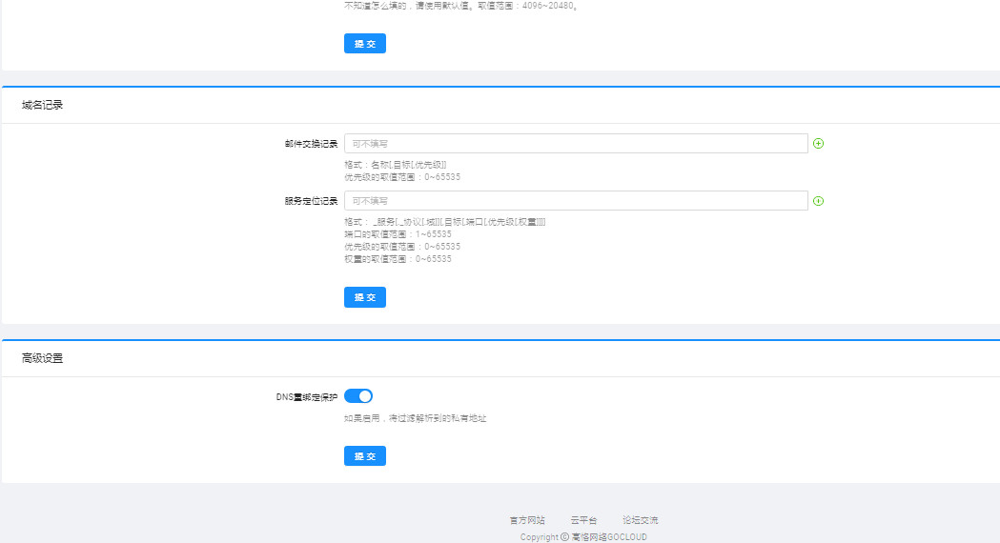 不知道怎么填的，请使用默认值。取值范围：4096~20480。
提 交
域名记录
邮件交换记录 可不填写
格式：名称[,目标[,优先级]]
优先级的取值范围：0~65535
服务定位记录 可不填写
格式： _服务[._协议[.域]][,目标[,端口[,优先级[,权重]]]]
端口的取值范围：1~65535
优先级的取值范围：0~65535
权重的取值范围：0~65535
提 交
高级设置
DNS重绑定保护
如果启用，将过滤解析到的私有地址
提 交
官方网站 云平台 论坛交流
Copyright © 高恪网络GOCLOUD